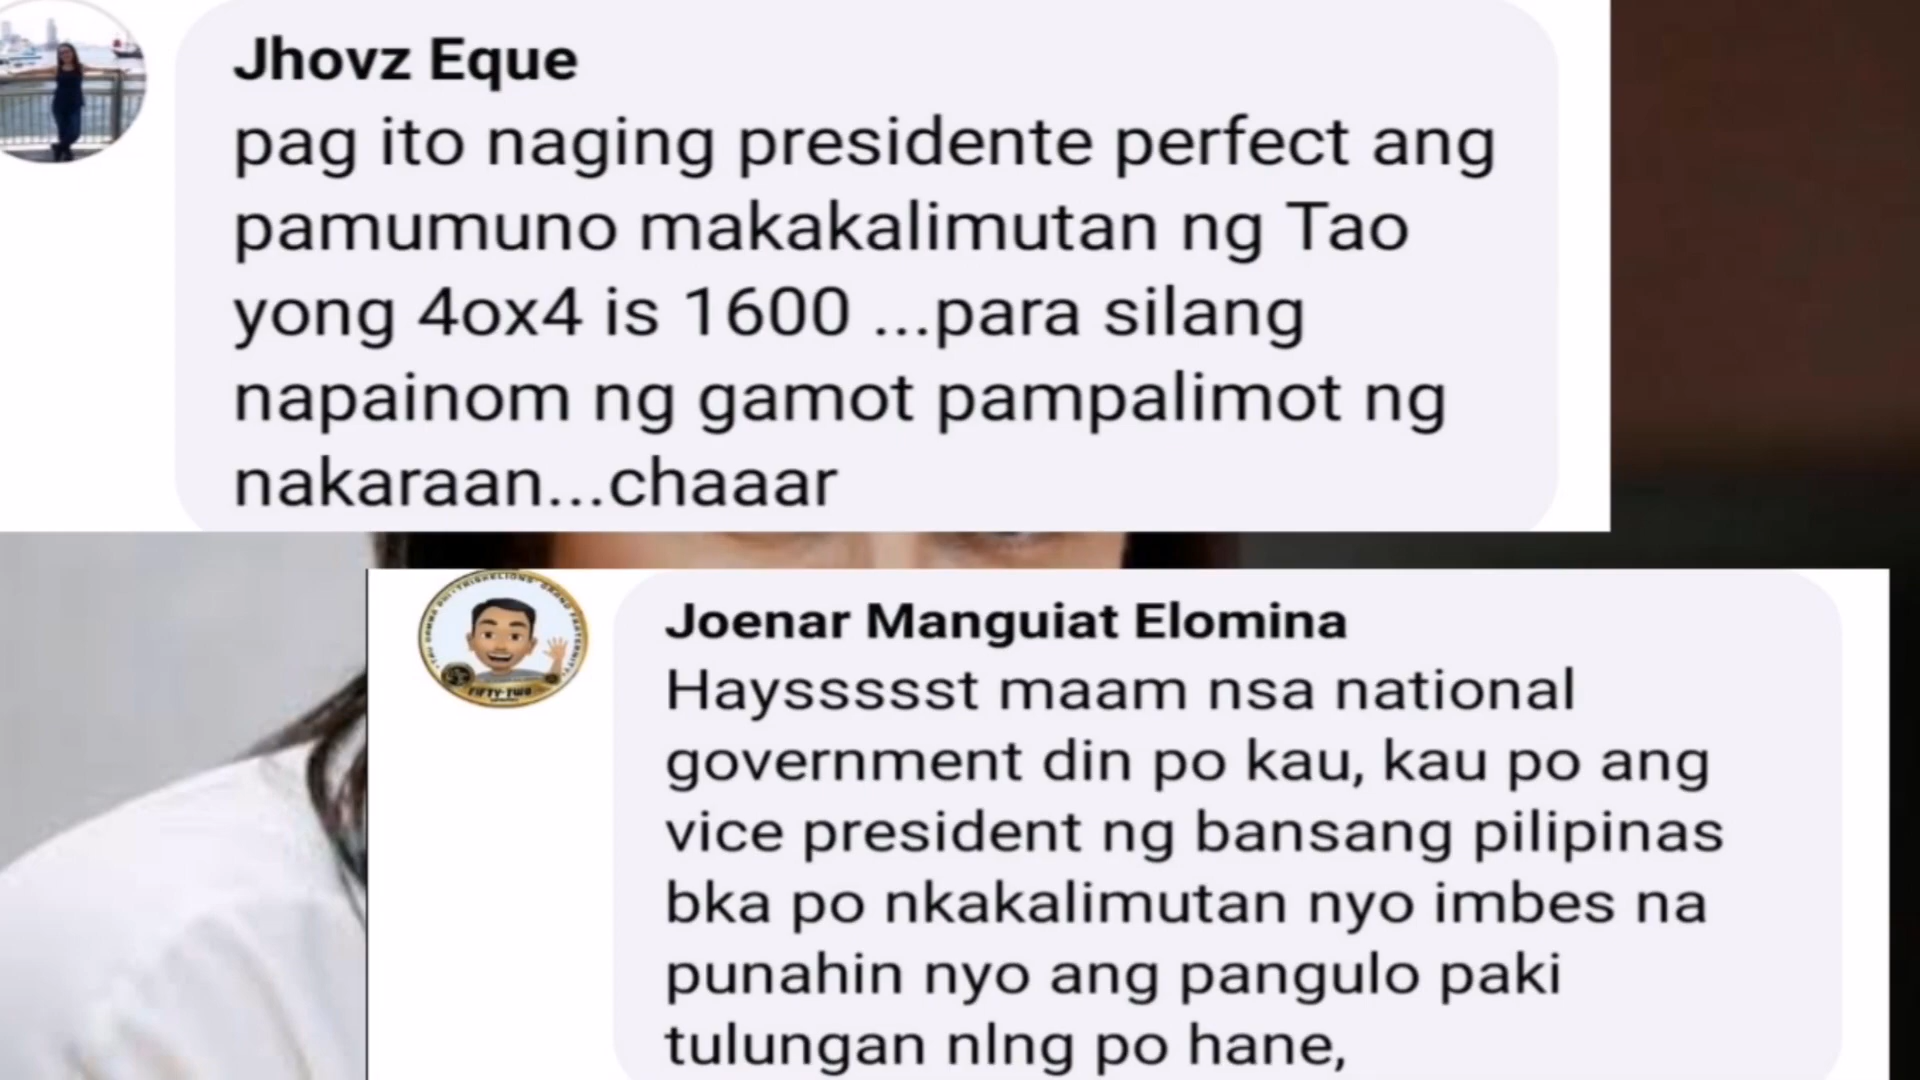 Jhovz Eque
pag ito naging presidente perfect ang
pamumuno makakalimutan ng Tao
yong 4ox4 is 1600 ...para silang
napainom ng gamot pampalimot ng
nakaraan...chaaar
FIFTY-TWO
Joenar Manguiat Elomina
Hayssssst maam nsa national
government din po kau, kau po ang
vice president ng bansang pilipinas
bka po nkakalimutan nyo imbes na
punahin nyo ang pangulo paki
tulungan nlng po hane,